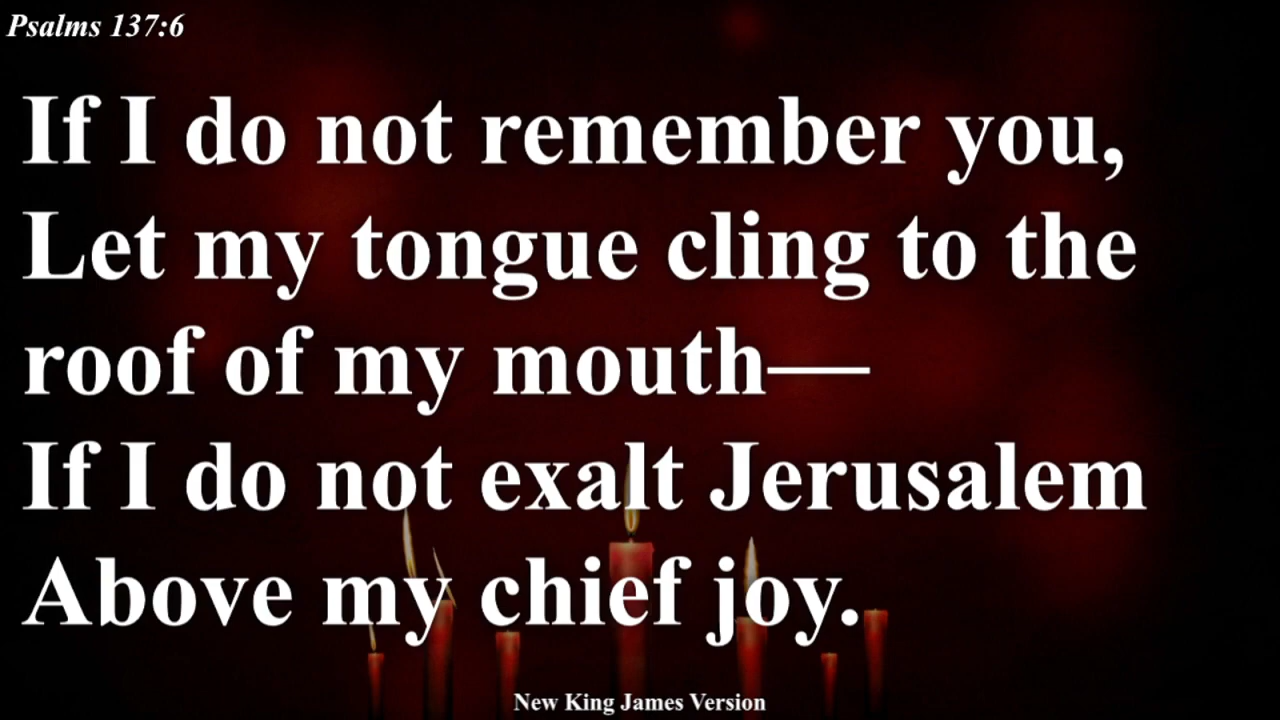 Psalms 137:6
If I do not remember you,
Let my tongue cling to the
roof of my mouth—
If I do not exalt Jerusalem
Above my chief joy.
New King James Version